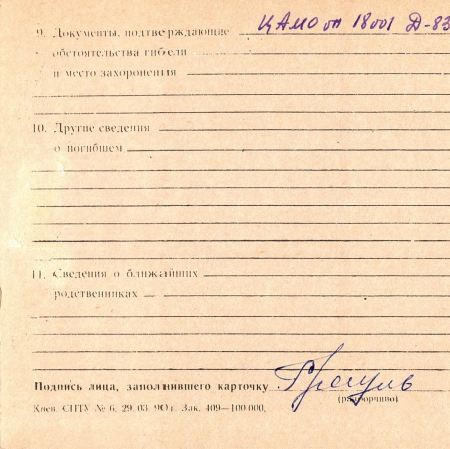 9. Документы, подтверждающие ЦАМО оп 18001 Д-83
обстоятельства гибели
и место захоронения
10. Другие сведения
о погибшем
11. Сведения о ближайших
родственниках
Подпись лица, заполнившего карточку
(разборчиво)
Киев. СПТУ № 6, 29. 03. 90 г. Зак. 409—100 000.